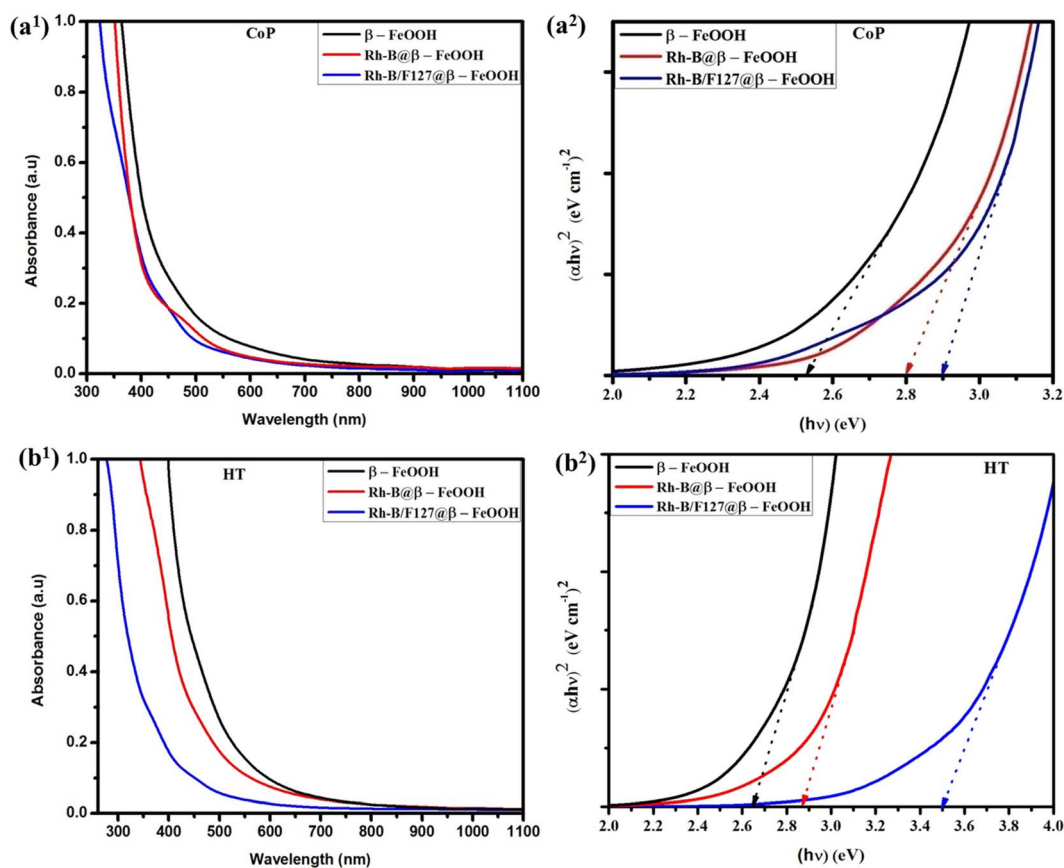 (a¹)
CoP
β – FeOOH
Rh-B@β – FeOOH
Rh-B/F127@β – FeOOH
Absorbance (a.u)
1.0
0.8
0.6
0.4
0.2
0.0
300 400 500 600 700 800 900 1000 1100
Wavelength (nm)
(a²)
CoP
β – FeOOH
Rh-B@β – FeOOH
Rh-B/F127@β – FeOOH
(αhν)² (eV cm⁻¹)²
2.0 2.2 2.4 2.6 2.8 3.0 3.2
(hν) (eV)
(b¹)
HT
β – FeOOH
Rh-B@β – FeOOH
Rh-B/F127@β – FeOOH
Absorbance (a.u)
1.0
0.8
0.6
0.4
0.2
0.0
300 400 500 600 700 800 900 1000 1100
Wavelength (nm)
(b²)
HT
β – FeOOH
Rh-B@β – FeOOH
Rh-B/F127@β – FeOOH
(αhν)² (eV cm⁻¹)²
2.0 2.2 2.4 2.6 2.8 3.0 3.2 3.4 3.6 3.8 4.0
(hν) (eV)